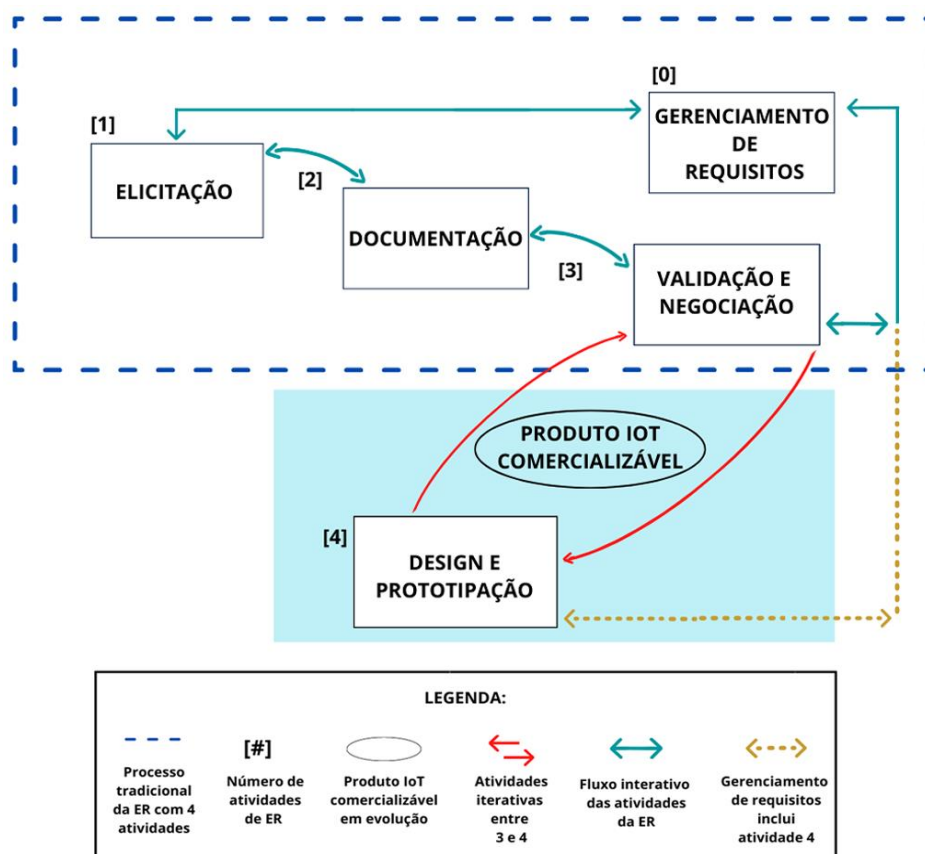 [0]
GERENCIAMENTO
DE
REQUISITOS
[1]
ELICITAÇÃO
[2]
DOCUMENTAÇÃO
[3]
VALIDAÇÃO E
NEGOCIAÇÃO
PRODUTO IOT
COMERCIALIZÁVEL
[4]
DESIGN E
PROTOTIPAÇÃO
LEGENDA:
Processo
tradicional
da ER com 4
atividades
[#]
Número de
atividades
de ER
Produto IoT
comercializável
em evolução
Atividades
iterativas
entre
3 e 4
Fluxo interativo
das atividades
da ER
Gerenciamento
de requisitos
inclui
atividade 4